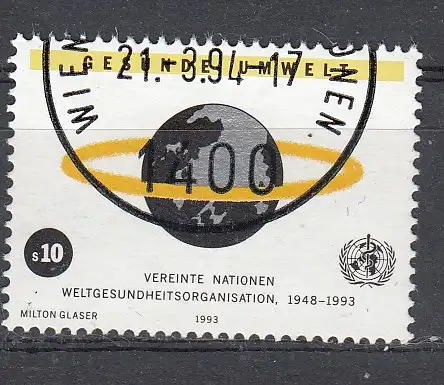 GESUNDE UMWELT
WIEN
21.-3.94-17
1400
s10
VEREINTE NATIONEN
WELTGESUNDHEITSORGANISATION, 1948–1993
MILTON GLASER
1993